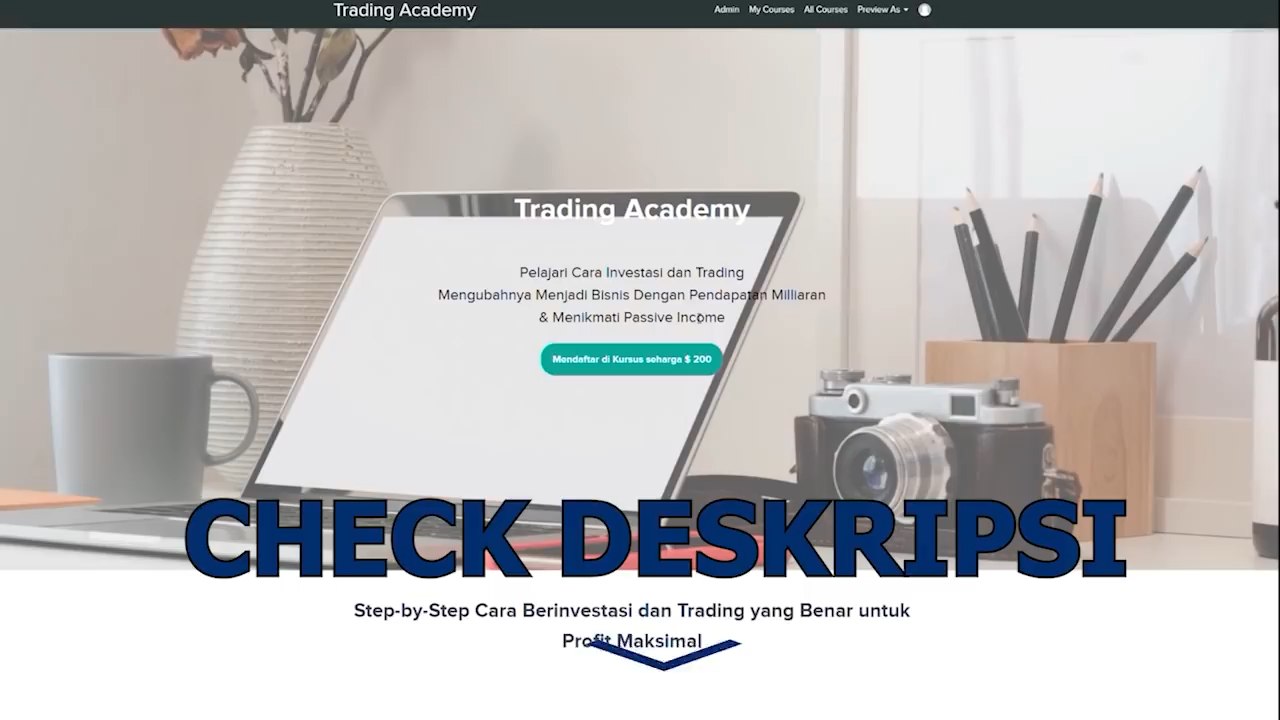 Trading Academy
Admin My Courses All Courses Preview As
Trading Academy
Pelajari Cara Investasi dan Trading
Mengubahnya Menjadi Bisnis Dengan Pendapatan Milliaran
& Menikmati Passive Income
Mendaftar di Kursus seharga $ 200
CHECK DESKRIPSI
Step-by-Step Cara Berinvestasi dan Trading yang Benar untuk
Profit Maksimal